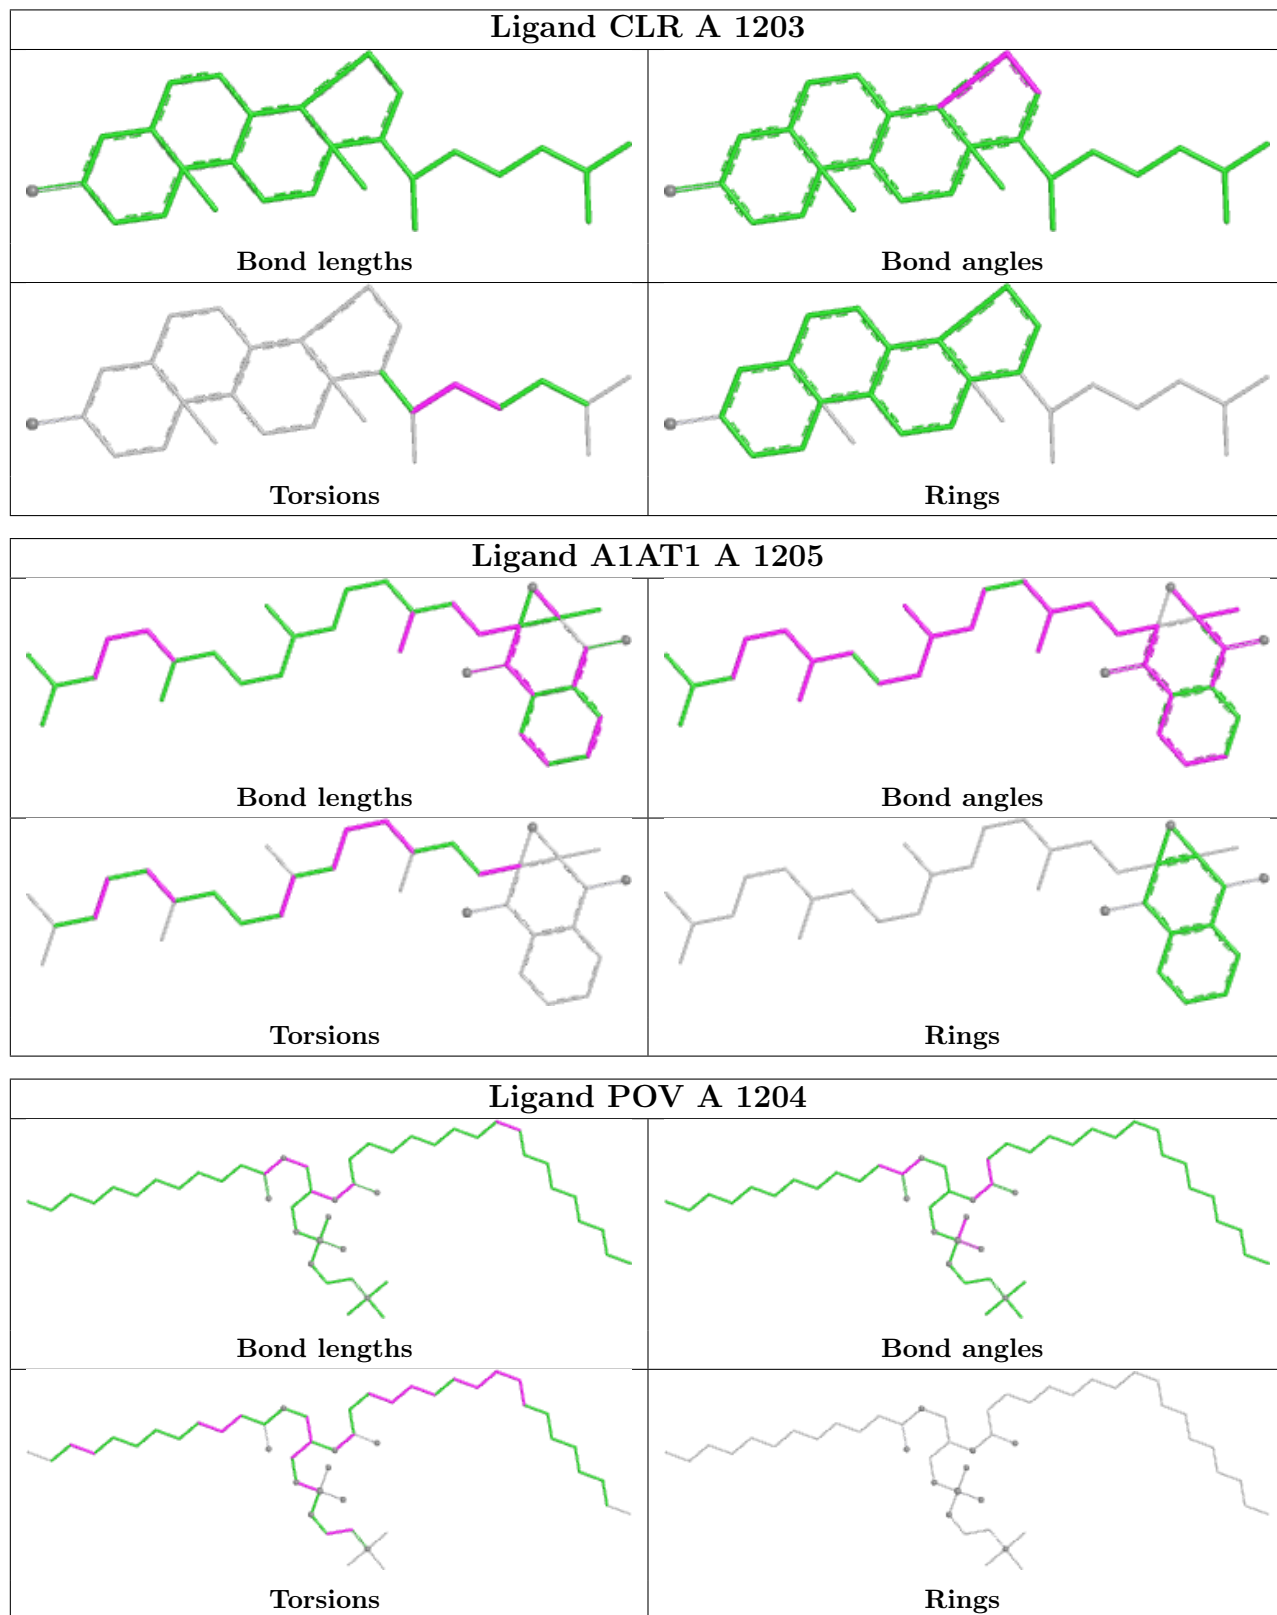 Ligand CLR A 1203
Bond lengths
Bond angles
Torsions
Rings
Ligand A1AT1 A 1205
Bond lengths
Bond angles
Torsions
Rings
Ligand POV A 1204
Bond lengths
Bond angles
Torsions
Rings